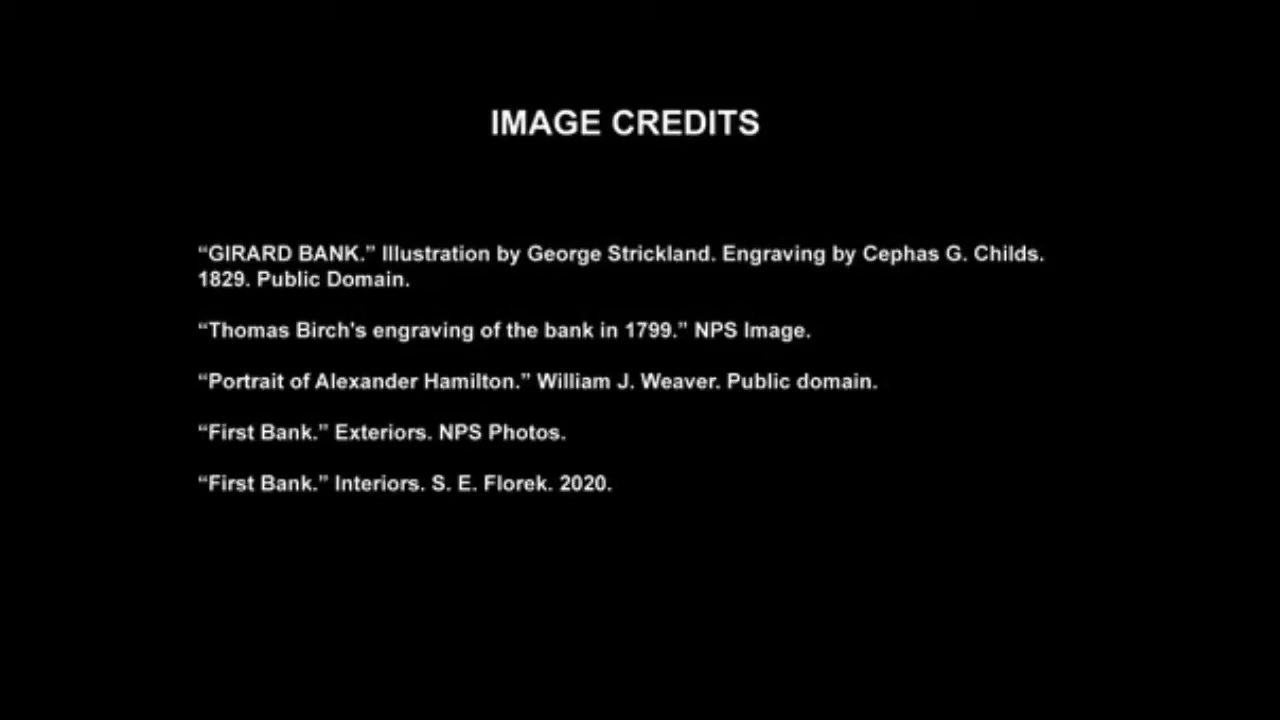 IMAGE CREDITS
“GIRARD BANK.” Illustration by George Strickland. Engraving by Cephas G. Childs.
1829. Public Domain.
“Thomas Birch's engraving of the bank in 1799.” NPS Image.
“Portrait of Alexander Hamilton.” William J. Weaver. Public domain.
“First Bank.” Exteriors. NPS Photos.
“First Bank.” Interiors. S. E. Florek. 2020.